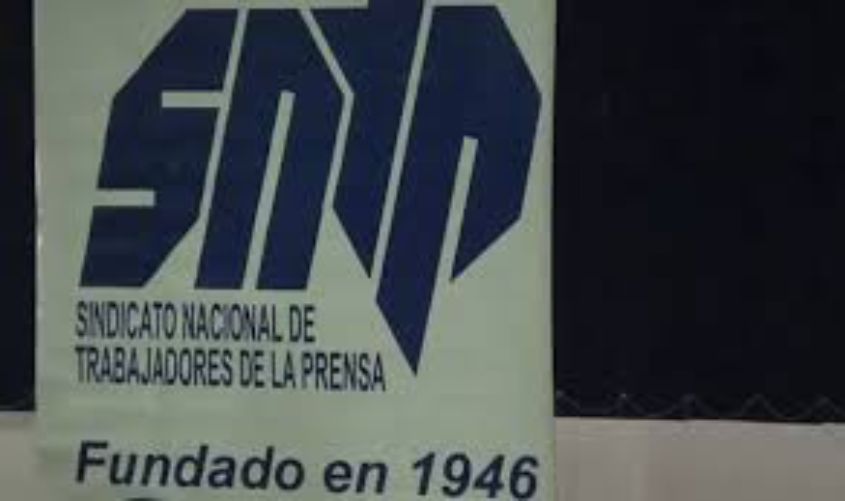 SNTP
SINDICATO NACIONAL DE
TRABAJADORES DE LA PRENSA
Fundado en 1946